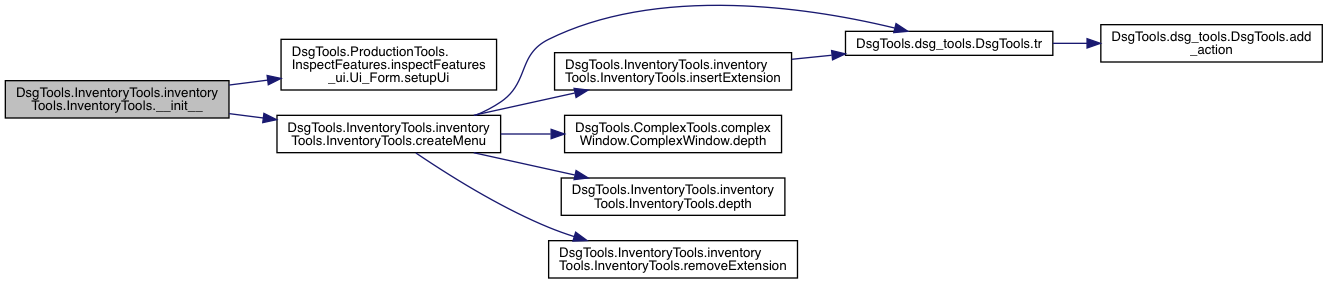 DsgTools.InventoryTools.inventory
Tools.InventoryTools.__init__
DsgTools.ProductionTools.
InspectFeatures.inspectFeatures
_ui.Ui_Form.setupUi
DsgTools.InventoryTools.inventory
Tools.InventoryTools.createMenu
DsgTools.InventoryTools.inventory
Tools.InventoryTools.insertExtension
DsgTools.ComplexTools.complex
Window.ComplexWindow.depth
DsgTools.InventoryTools.inventory
Tools.InventoryTools.depth
DsgTools.InventoryTools.inventory
Tools.InventoryTools.removeExtension
DsgTools.dsg_tools.DsgTools.tr
DsgTools.dsg_tools.DsgTools.add
_action